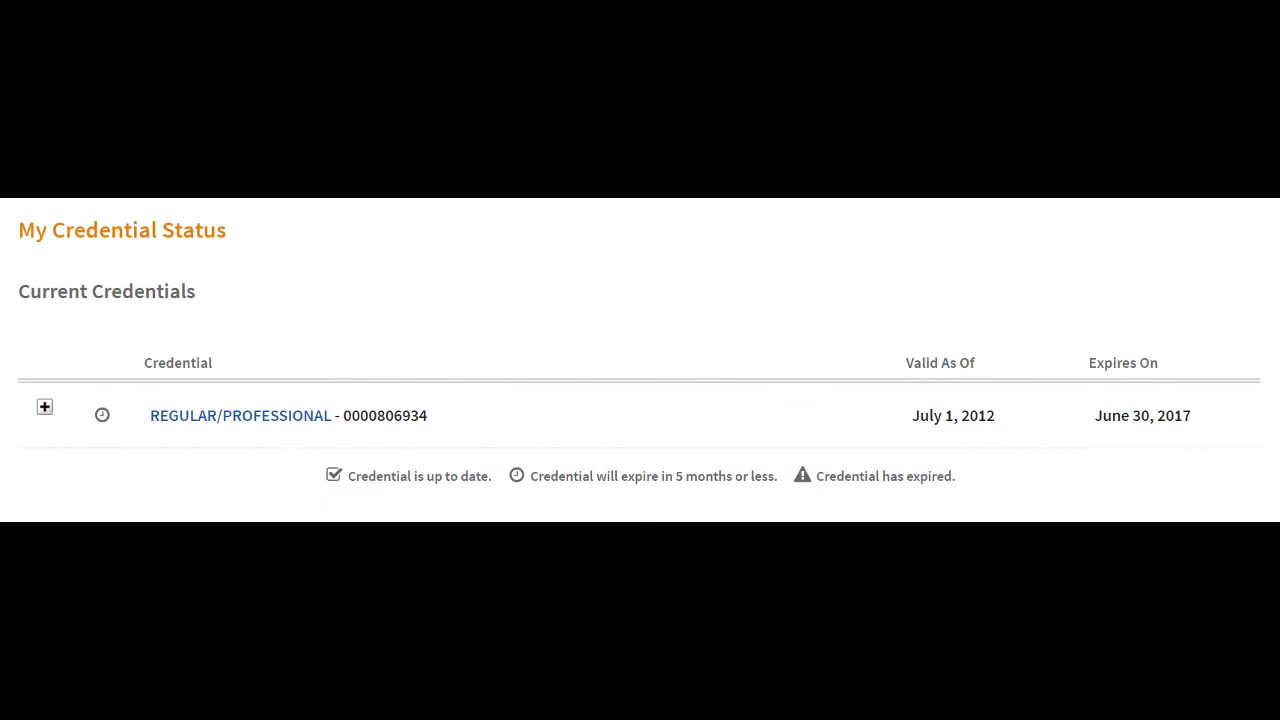 My Credential Status
Current Credentials
Credential Valid As Of Expires On
REGULAR/PROFESSIONAL - 0000806934 July 1, 2012 June 30, 2017
Credential is up to date. Credential will expire in 5 months or less. Credential has expired.